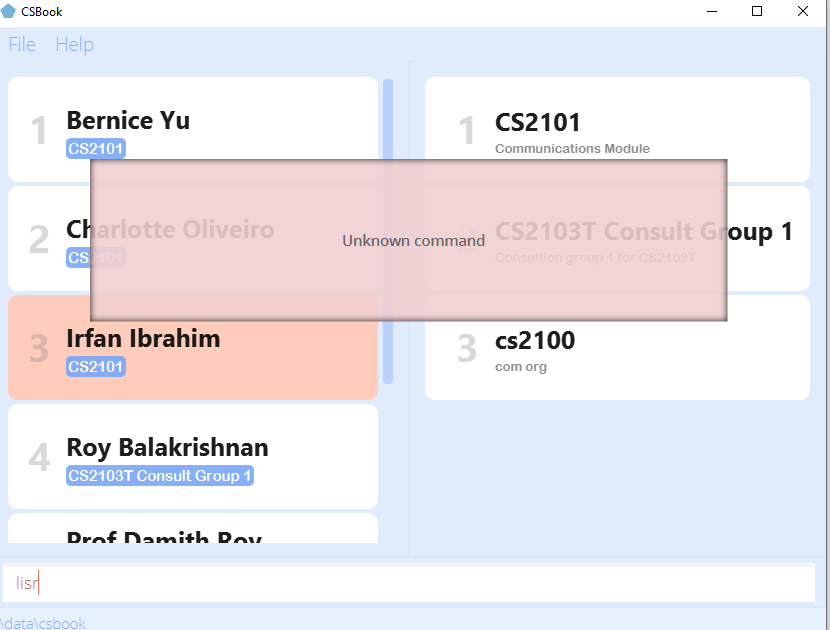 CSBook
File Help
1 Bernice Yu
CS2101
2 Charlotte Oliveiro
CS2101
3 Irfan Ibrahim
CS2101
4 Roy Balakrishnan
CS2103T Consult Group 1
Prof Damith Roy
1 CS2101
Communications Module
2 CS2103T Consult Group 1
Consultion group 1 for CS2103T
3 cs2100
com org
Unknown command
lisr
\data\csbook